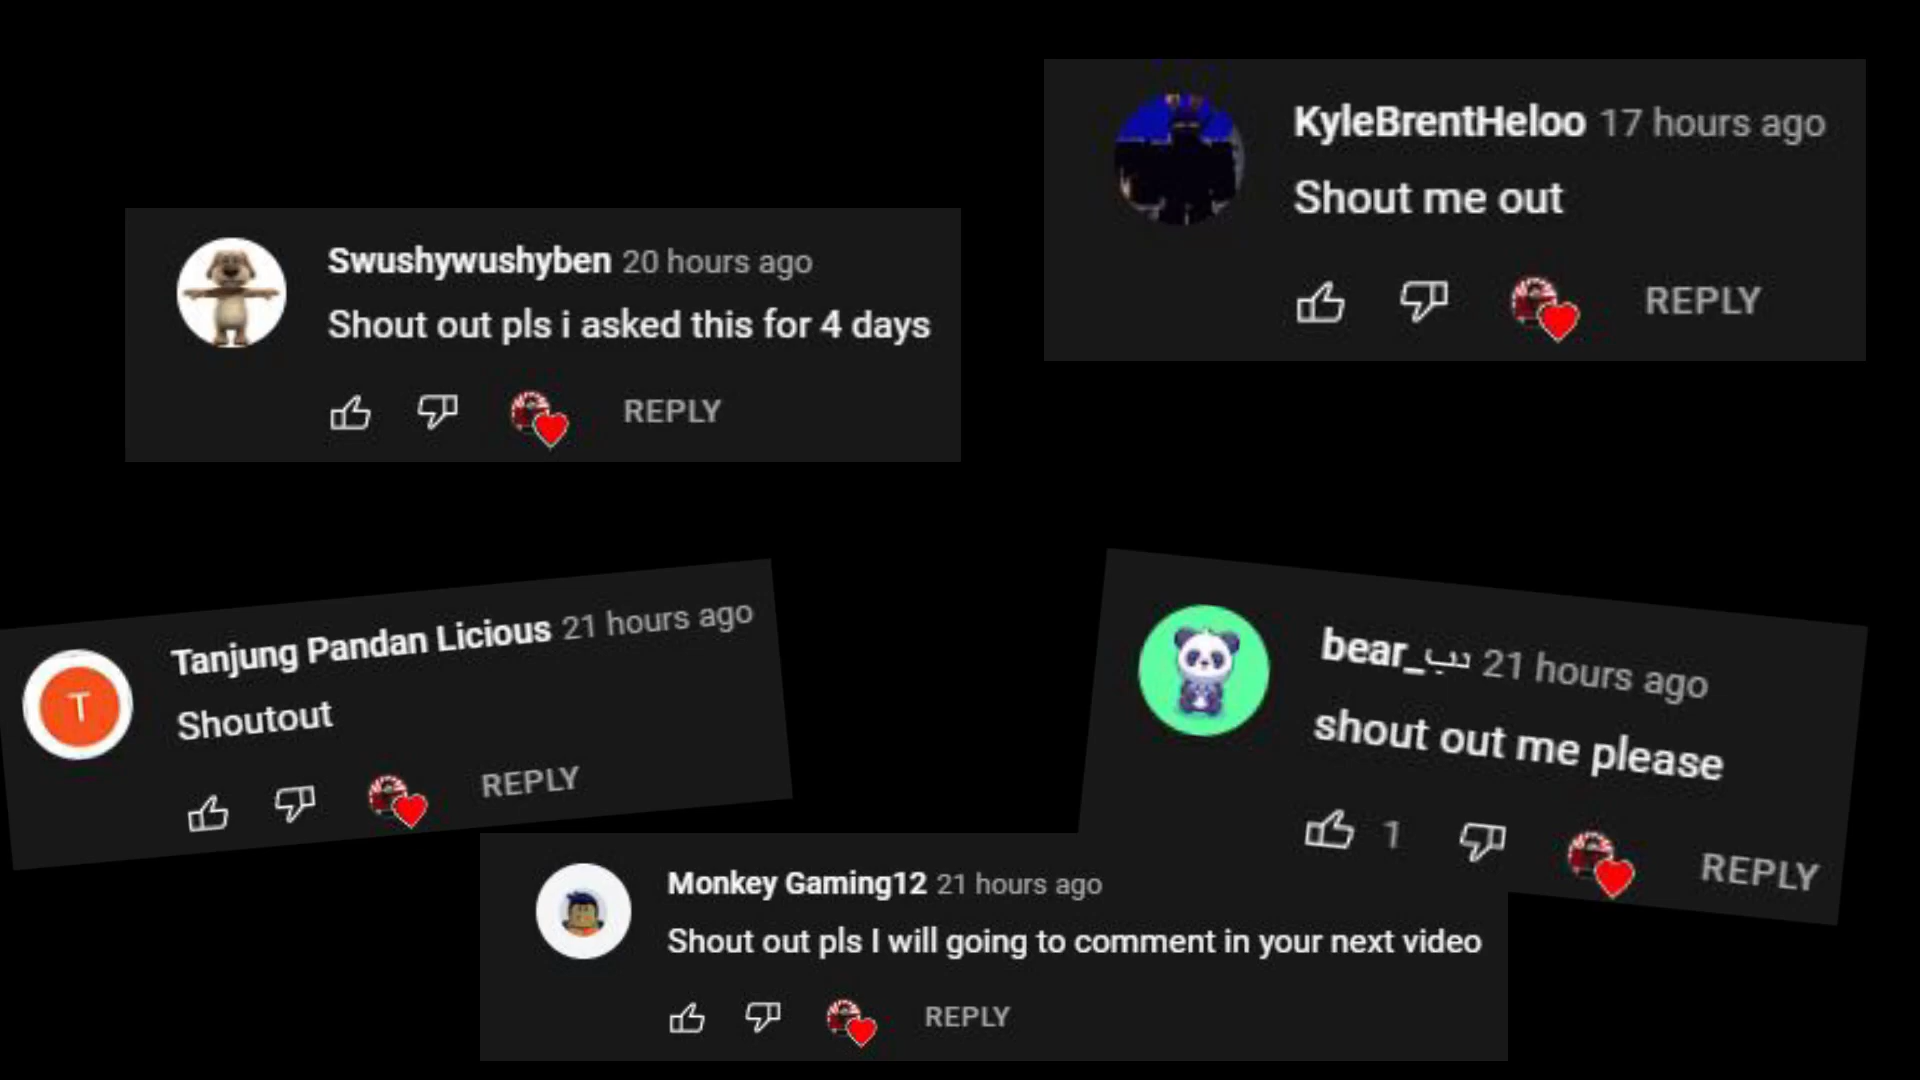 KyleBrentHeloo 17 hours ago
Shout me out
REPLY
Swushywushyben 20 hours ago
Shout out pls i asked this for 4 days
REPLY
Tanjung Pandan Licious 21 hours ago
T
Shoutout
REPLY
bear_ 21 hours ago
shout out me please
1
REPLY
Monkey Gaming12 21 hours ago
Shout out pls I will going to comment in your next video
REPLY